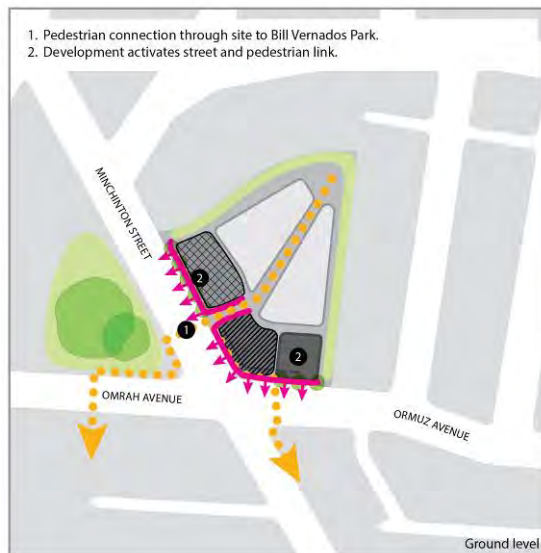 1. Pedestrian connection through site to Bill Vernados Park.
2. Development activates street and pedestrian link.
MINCHINTON STREET
2
1
2
OMRAH AVENUE
ORMUZ AVENUE
Ground level